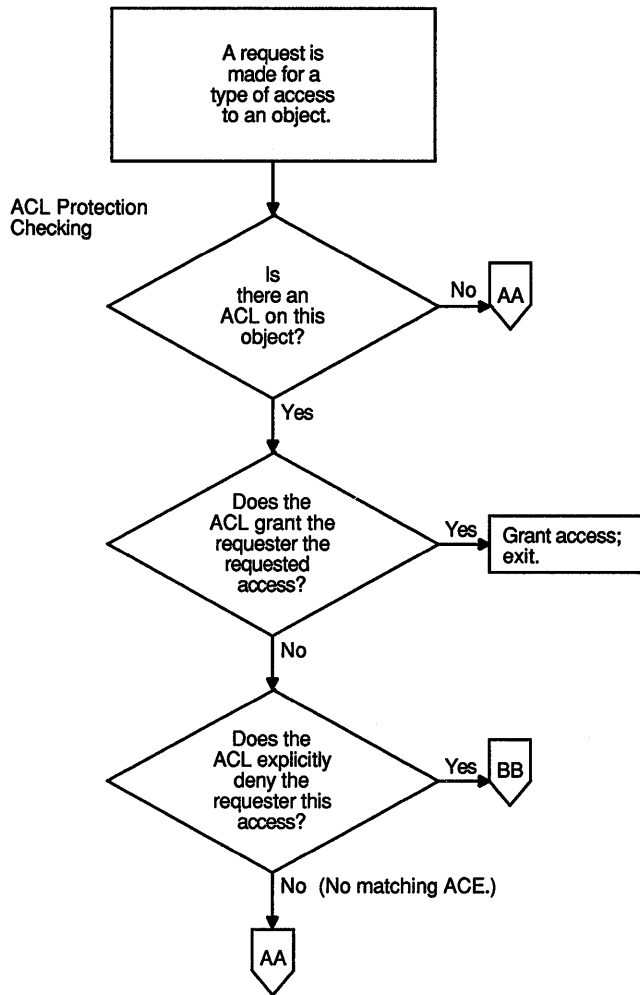 A request is
made for a
type of access
to an object.
ACL Protection
Checking
Is
there an
ACL on this
object?
No
AA
Yes
Does the
ACL grant the
requester the
requested
access?
Yes
Grant access;
exit.
No
Does the
ACL explicitly
deny the
requester this
access?
Yes
BB
No (No matching ACE.)
AA